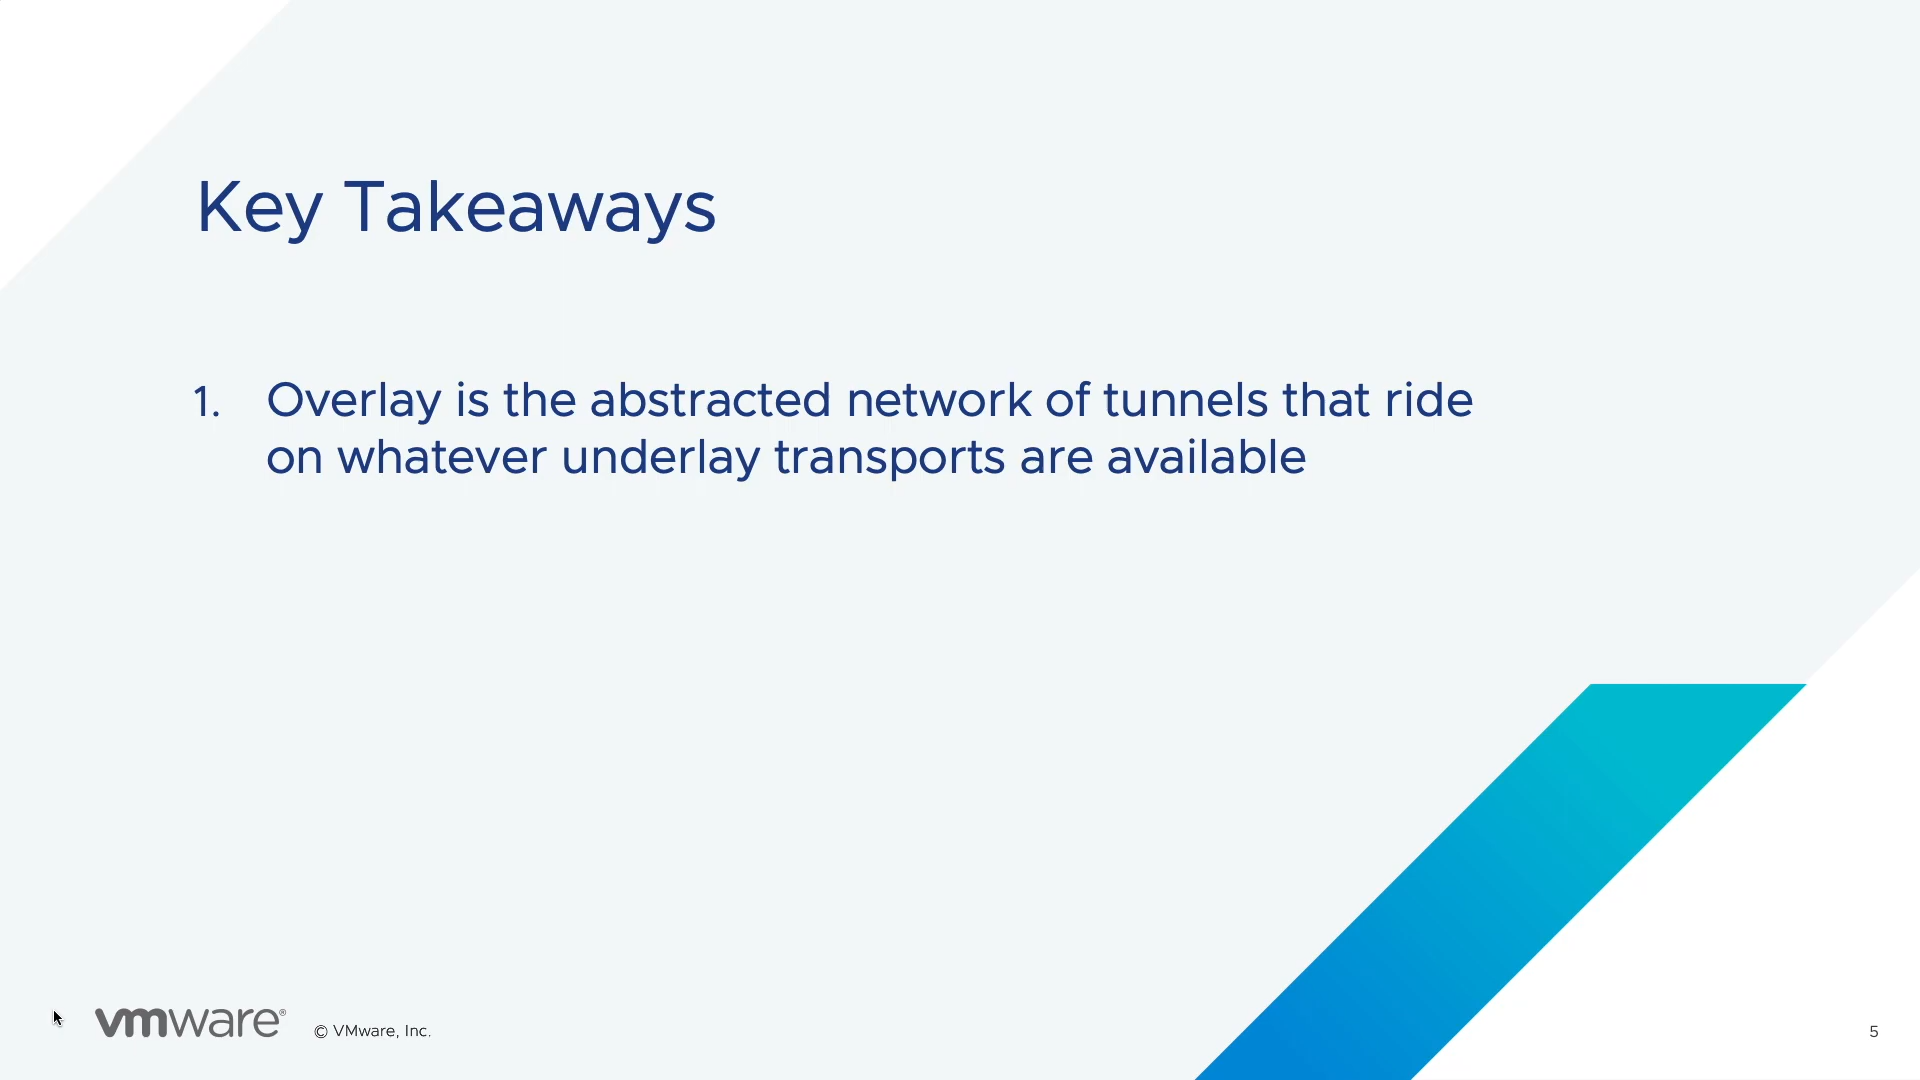 Key Takeaways
1. Overlay is the abstracted network of tunnels that ride
on whatever underlay transports are available
vmware®
© VMware, Inc.
5